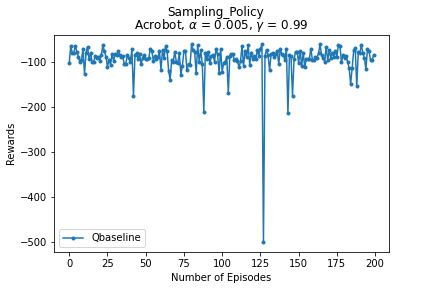 Sampling_Policy
Acrobot, α = 0.005, γ = 0.99
Rewards
−100
−200
−300
−400
−500
Qbaseline
0 25 50 75 100 125 150 175 200
Number of Episodes